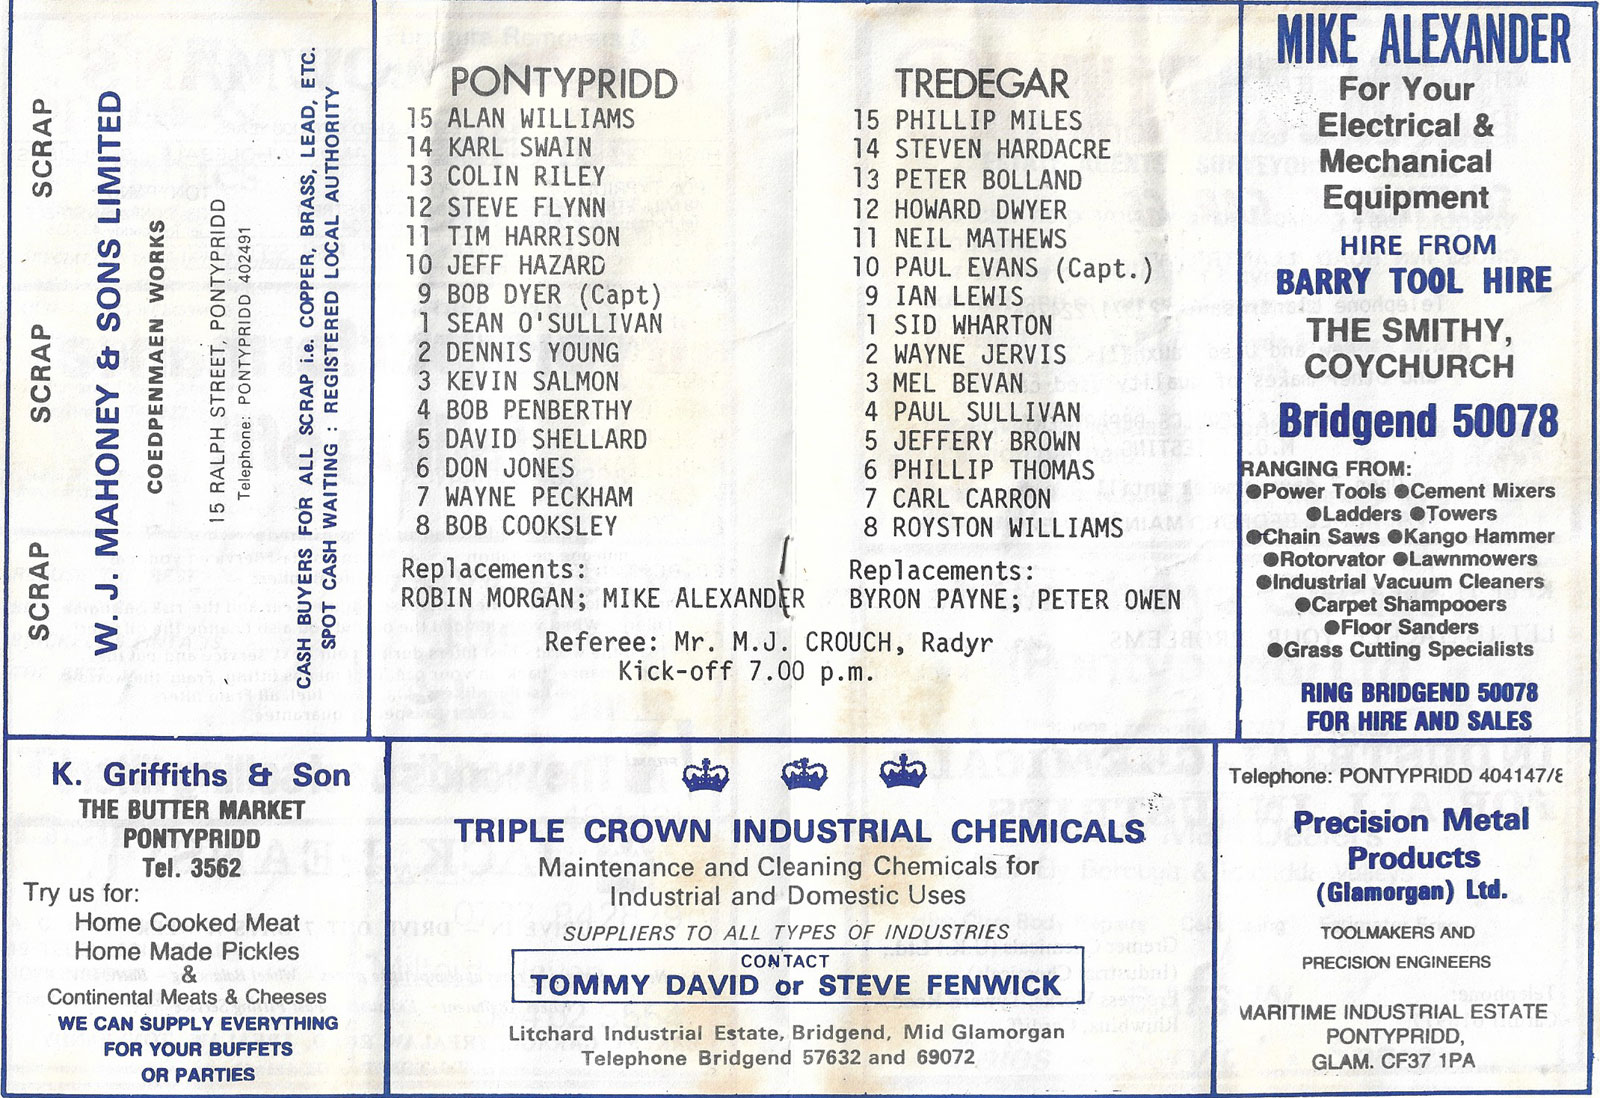 SCRAP SCRAP SCRAP
W. J. MAHONEY & SONS LIMITED
COEDPENMAEN WORKS
15 RALPH STREET, PONTYPRIDD
Telephone: PONTYPRIDD 402491
CASH BUYERS FOR ALL SCRAP i.e COPPER, BRASS, LEAD, ETC.
SPOT CASH WAITING : REGISTERED LOCAL AUTHORITY
PONTYPRIDD
15 ALAN WILLIAMS
14 KARL SWAIN
13 COLIN RILEY
12 STEVE FLYNN
11 TIM HARRISON
10 JEFF HAZARD
9 BOB DYER (Capt)
1 SEAN O'SULLIVAN
2 DENNIS YOUNG
3 KEVIN SALMON
4 BOB PENBERTHY
5 DAVID SHELLARD
6 DON JONES
7 WAYNE PECKHAM
8 BOB COOKSLEY
Replacements:
ROBIN MORGAN; MIKE ALEXANDER
TREDEGAR
15 PHILLIP MILES
14 STEVEN HARDACRE
13 PETER BOLLAND
12 HOWARD DWYER
11 NEIL MATHEWS
10 PAUL EVANS (Capt.)
9 IAN LEWIS
1 SID WHARTON
2 WAYNE JERVIS
3 MEL BEVAN
4 PAUL SULLIVAN
5 JEFFERY BROWN
6 PHILLIP THOMAS
7 CARL CARRON
8 ROYSTON WILLIAMS
Replacements:
BYRON PAYNE; PETER OWEN
Referee: Mr. M.J. CROUCH, Radyr
Kick-off 7.00 p.m.
MIKE ALEXANDER
For Your
Electrical &
Mechanical
Equipment
HIRE FROM
BARRY TOOL HIRE
THE SMITHY,
COYCHURCH
Bridgend 50078
RANGING FROM:
●Power Tools ●Cement Mixers
●Ladders ●Towers
●Chain Saws ●Kango Hammer
●Rotorvator ●Lawnmowers
●Industrial Vacuum Cleaners
●Carpet Shampooers
●Floor Sanders
●Grass Cutting Specialists
RING BRIDGEND 50078
FOR HIRE AND SALES
K. Griffiths & Son
THE BUTTER MARKET
PONTYPRIDD
Tel. 3562
Try us for:
Home Cooked Meat
Home Made Pickles
&
Continental Meats & Cheeses
WE CAN SUPPLY EVERYTHING
FOR YOUR BUFFETS
OR PARTIES
TRIPLE CROWN INDUSTRIAL CHEMICALS
Maintenance and Cleaning Chemicals for
Industrial and Domestic Uses
SUPPLIERS TO ALL TYPES OF INDUSTRIES
CONTACT
TOMMY DAVID or STEVE FENWICK
Litchard Industrial Estate, Bridgend, Mid Glamorgan
Telephone Bridgend 57632 and 69072
Telephone: PONTYPRIDD 404147/8
Precision Metal
Products
(Glamorgan) Ltd.
TOOLMAKERS AND
PRECISION ENGINEERS
MARITIME INDUSTRIAL ESTATE
PONTYPRIDD,
GLAM. CF37 1PA